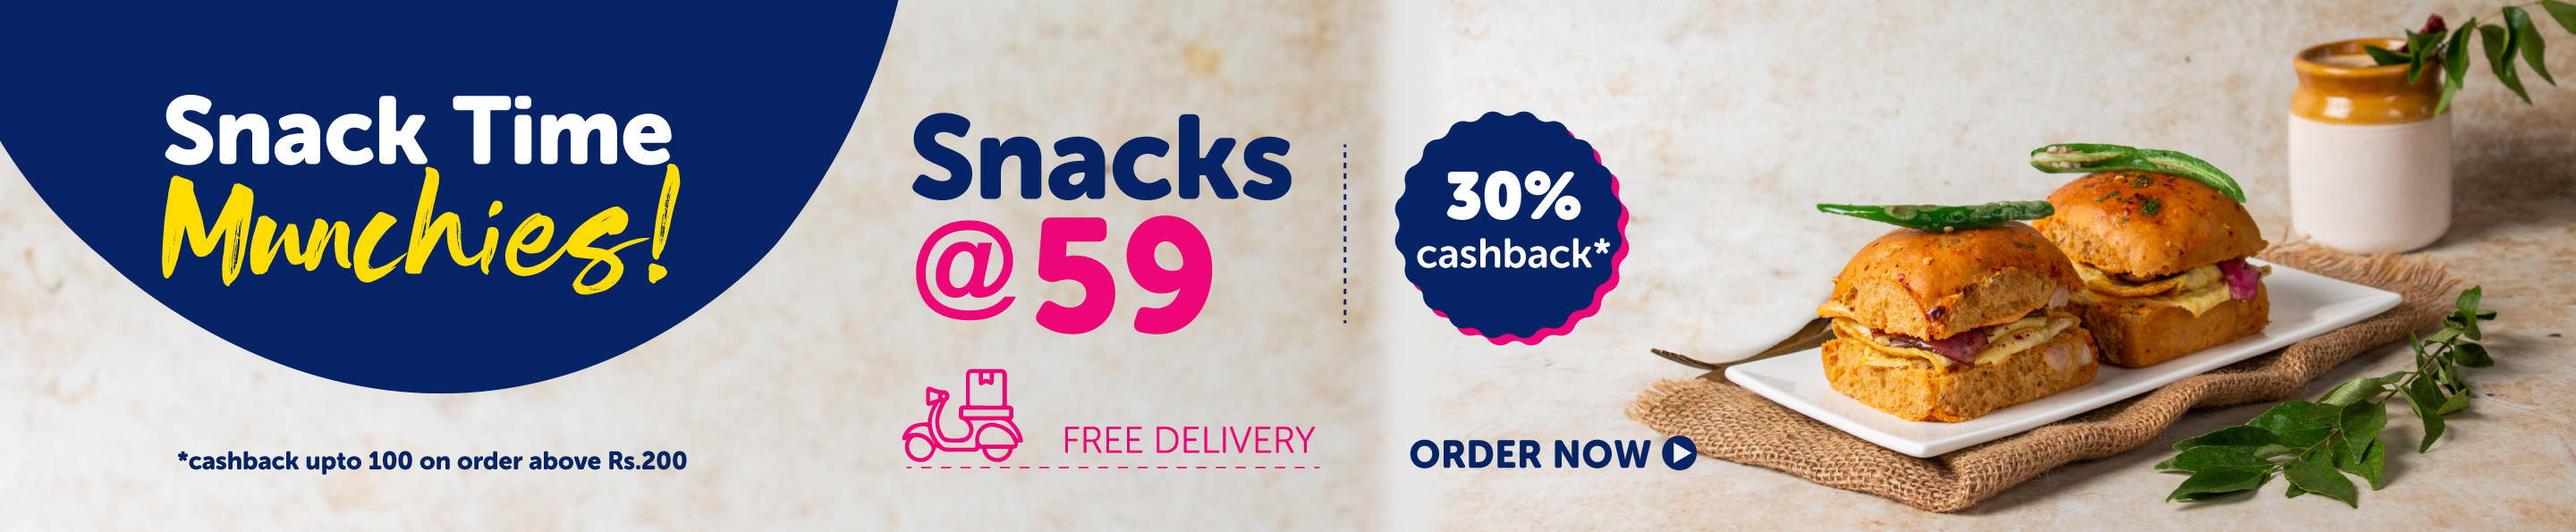 Snack Time
Munchies!
*cashback upto 100 on order above Rs.200
Snacks
@59
FREE DELIVERY
30%
cashback*
ORDER NOW